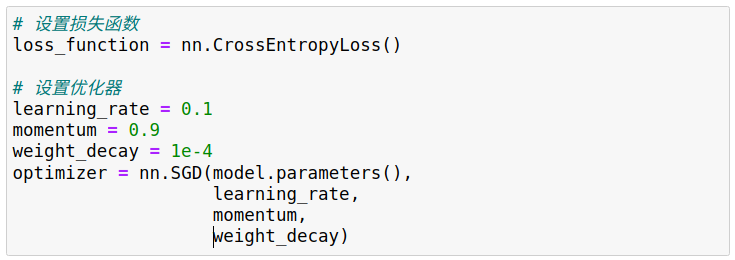 # 设置损失函数
loss_function = nn.CrossEntropyLoss()
# 设置优化器
learning_rate = 0.1
momentum = 0.9
weight_decay = 1e-4
optimizer = nn.SGD(model.parameters(),
learning_rate,
momentum,
weight_decay)